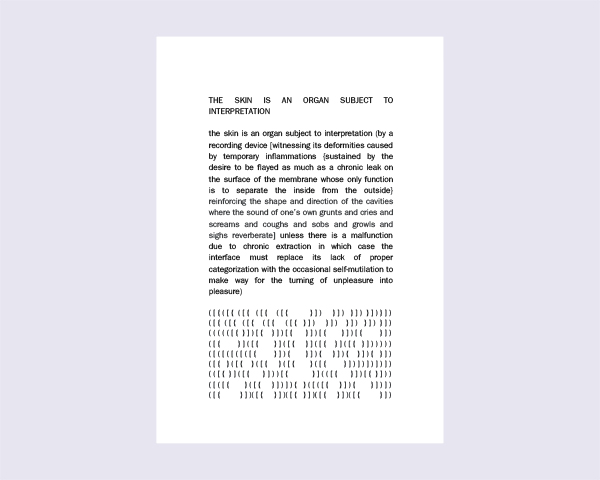 THE SKIN IS AN ORGAN SUBJECT TO
INTERPRETATION
the skin is an organ subject to interpretation (by a
recording device [witnessing its deformities caused
by temporary inflammations {sustained by the
desire to be flayed as much as a chronic leak on
the surface of the membrane whose only function
is to separate the inside from the outside}
reinforcing the shape and direction of the cavities
where the sound of one's own grunts and cries and
screams and coughs and sobs and growls and
sighs reverberate] unless there is a malfunction
due to chronic extraction in which case the
interface must replace its lack of proper
categorization with the occasional self-mutilation to
make way for the turning of unpleasure into
pleasure)